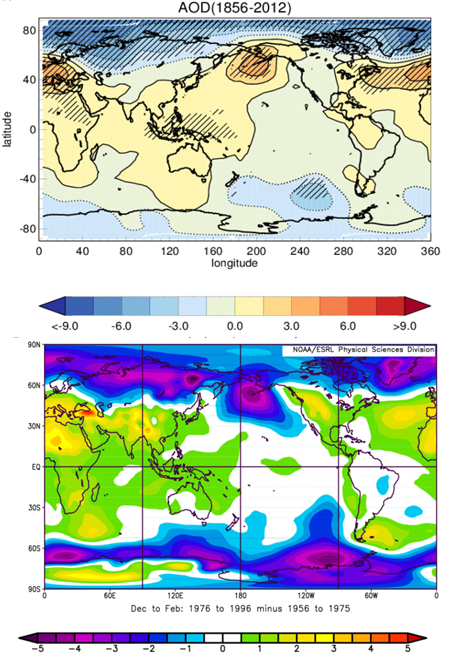 AOD(1856-2012)
80
40
0
-40
-80
latitude
0 40 80 120 160 200 240 280 320 360
longitude
<-9.0 -6.0 -3.0 0.0 3.0 6.0 >9.0
90N
NOAA/ESRL Physical Sciences Division
60N
30N
EQ
30S
60S
90S
0 60E 120E 180 120W 60W 0
Dec to Feb: 1976 to 1996 minus 1956 to 1975
-5 -4 -3 -2 -1 0 1 2 3 4 5